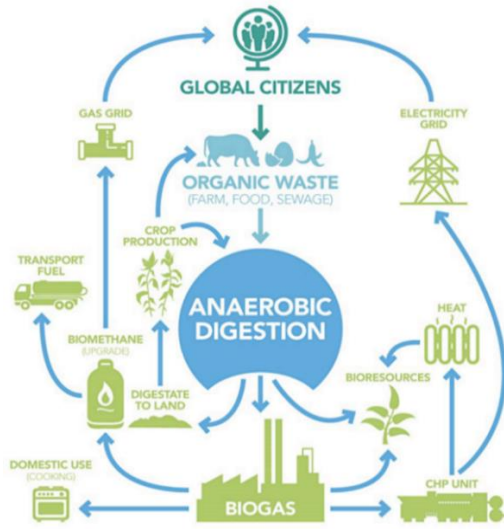 GLOBAL CITIZENS
GAS GRID
ELECTRICITY
GRID
ORGANIC WASTE
(FARM, FOOD, SEWAGE)
CROP
PRODUCTION
TRANSPORT
FUEL
ANAEROBIC
DIGESTION
HEAT
BIOMETHANE
(UPGRADE)
DIGESTATE
TO LAND
BIORESOURCES
DOMESTIC USE
(COOKING)
BIOGAS
CHP UNIT